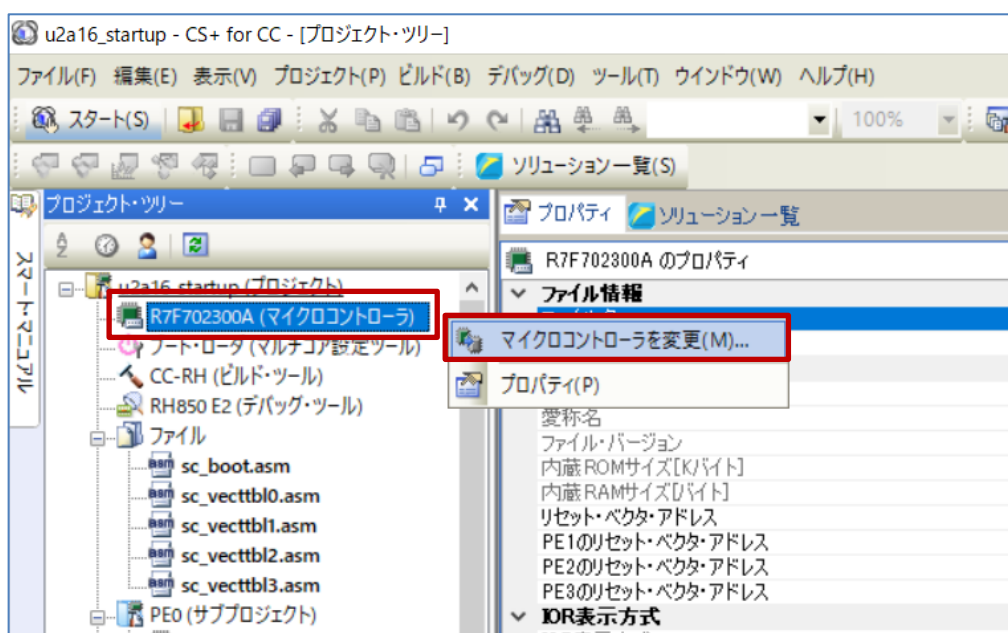 u2a16_startup - CS+ for CC - [プロジェクト・ツリー]
ファイル(F) 編集(E) 表示(V) プロジェクト(P) ビルド(B) デバッグ(D) ツール(T) ウインドウ(W) ヘルプ(H)
スタート(S) 100%
ソリューション一覧(S)
プロジェクト・ツリー
プロパティ ソリューション一覧
スマート・マニュアル
R7F702300A のプロパティ
u2a16_startup (プロジェクト)
ファイル情報
R7F702300A (マイクロコントローラ)
マイクロコントローラを変更(M)...
ブート・ローダ (マルチコア設定ツール)
CC-RH (ビルド・ツール)
プロパティ(P)
RH850 E2 (デバッグ・ツール)
愛称名
ファイル
ファイル・バージョン
sc_boot.asm
内蔵ROMサイズ[Kバイト]
sc_vecttbl0.asm
内蔵RAMサイズ[バイト]
sc_vecttbl1.asm
リセット・ベクタ・アドレス
PE1のリセット・ベクタ・アドレス
sc_vecttbl2.asm
PE2のリセット・ベクタ・アドレス
sc_vecttbl3.asm
PE3のリセット・ベクタ・アドレス
PE0 (サブプロジェクト)
IOR表示方式